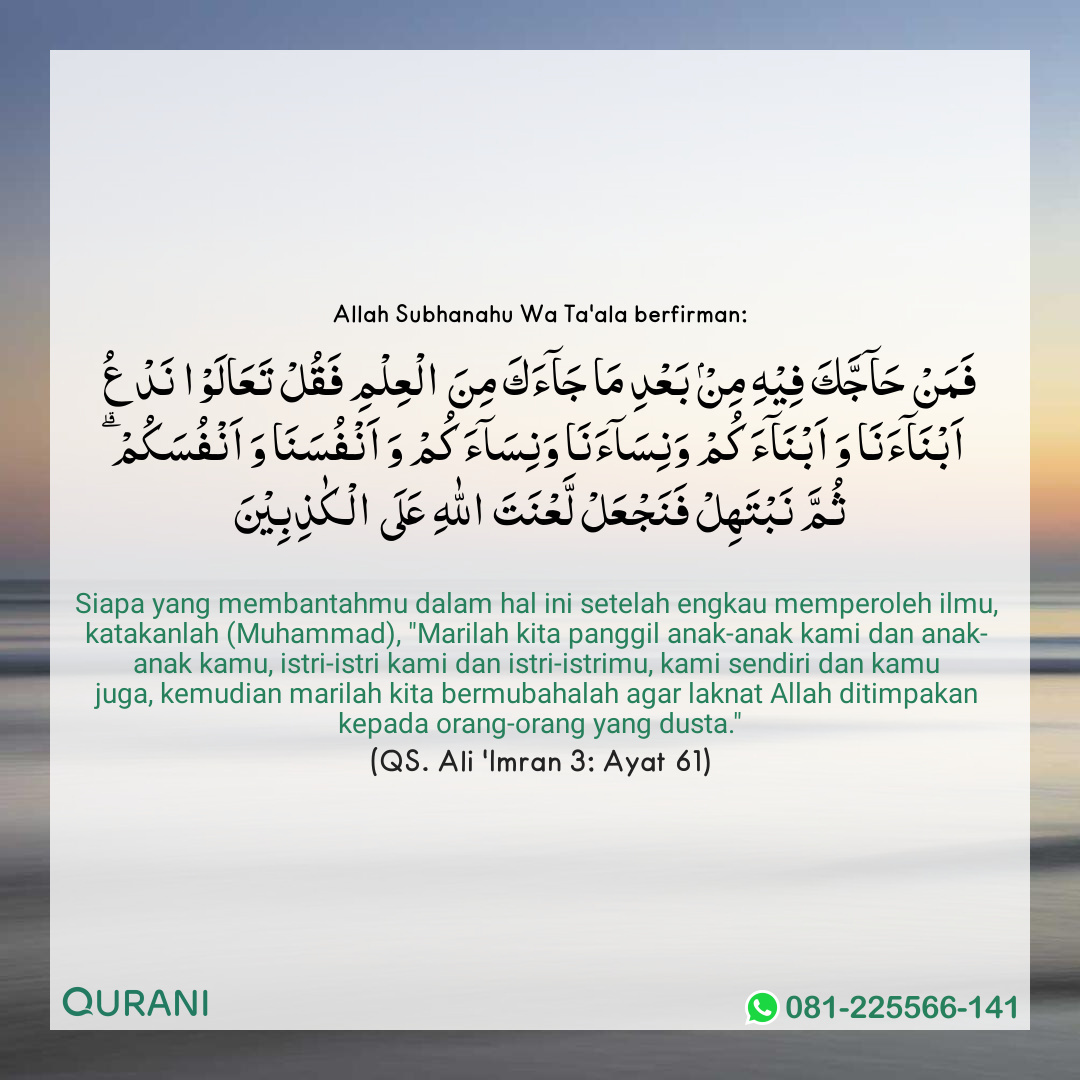 Allah Subhanahu Wa Ta'ala berfirman:
فَمَنْ حَآجَّكَ فِيْهِ مِنْۢ بَعْدِ مَا جَآءَكَ مِنَ الْعِلْمِ فَقُلْ تَعَالَوْا نَدْعُ
اَبْنَآءَنَا وَ اَبْنَآءَكُمْ وَنِسَآءَنَا وَنِسَآءَكُمْ وَ اَنْفُسَنَا وَ اَنْفُسَكُمْ ۗ
ثُمَّ نَبْتَهِلْ فَنَجْعَلْ لَّعْنَتَ اللّٰهِ عَلَى الْكٰذِبِيْنَ
Siapa yang membantahmu dalam hal ini setelah engkau memperoleh ilmu,
katakanlah (Muhammad), "Marilah kita panggil anak-anak kami dan anak-
anak kamu, istri-istri kami dan istri-istrimu, kami sendiri dan kamu
juga, kemudian marilah kita bermubahalah agar laknat Allah ditimpakan
kepada orang-orang yang dusta."
(QS. Ali 'Imran 3: Ayat 61)
QURANI
081-225566-141